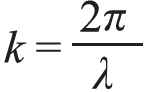 k = 2π / λ